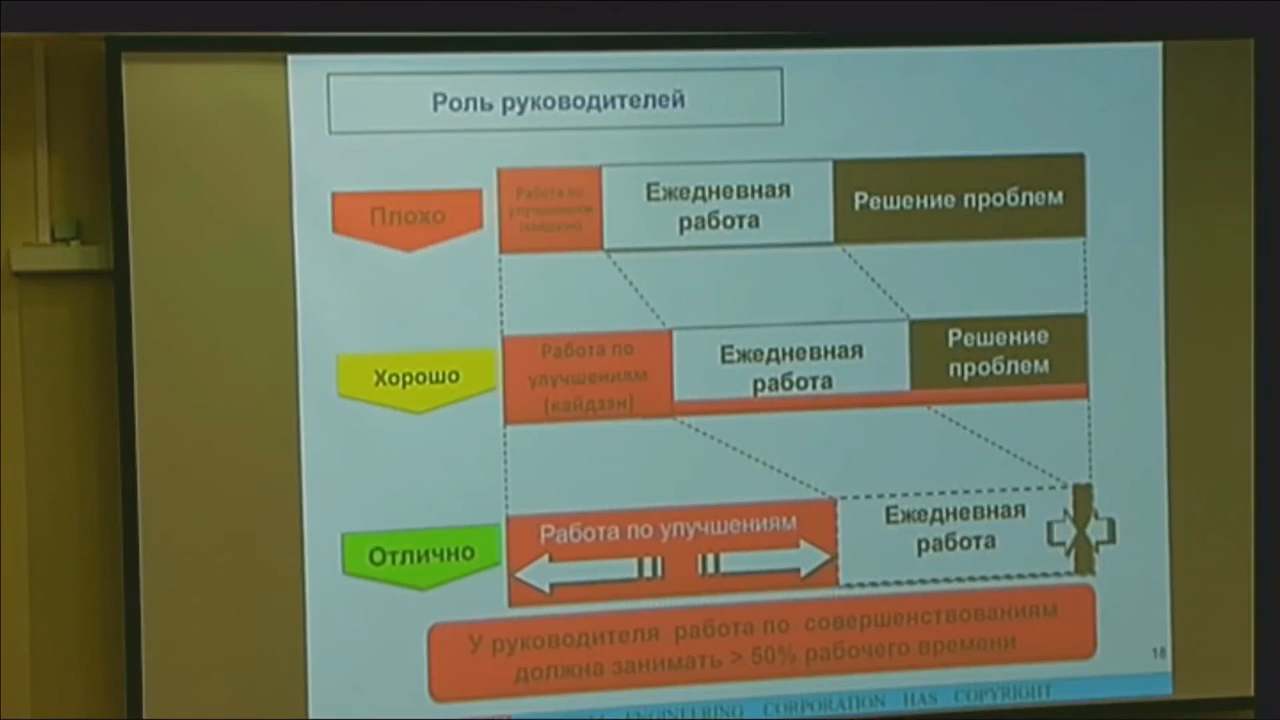 Роль руководителей
Плохо
Работа по
улучшениям
(кайдзен)
Ежедневная
работа
Решение проблем
Хорошо
Работа по
улучшениям
(кайдзэн)
Ежедневная
работа
Решение
проблем
Отлично
Работа по улучшениям
Ежедневная
работа
У руководителя работа по совершенствованиям
должна занимать > 50% рабочего времени
18
ENGINEERING CORPORATION HAS COPYRIGHT